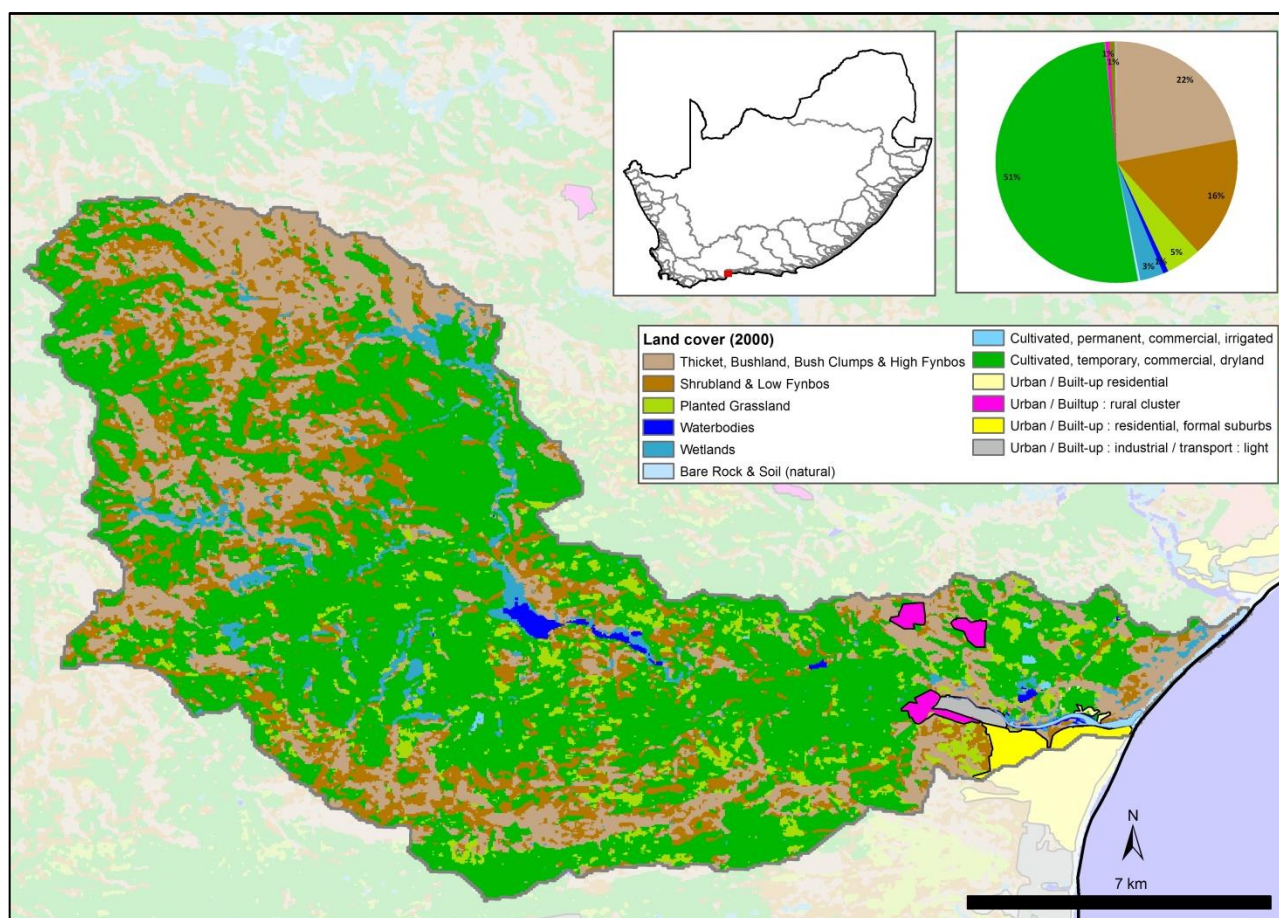 1%
1%
22%
51%
16%
5%
3%
Land cover (2000)
Thicket, Bushland, Bush Clumps & High Fynbos
Shrubland & Low Fynbos
Planted Grassland
Waterbodies
Wetlands
Bare Rock & Soil (natural)
Cultivated, permanent, commercial, irrigated
Cultivated, temporary, commercial, dryland
Urban / Built-up residential
Urban / Builtup : rural cluster
Urban / Built-up : residential, formal suburbs
Urban / Built-up : industrial / transport : light
N
7 km